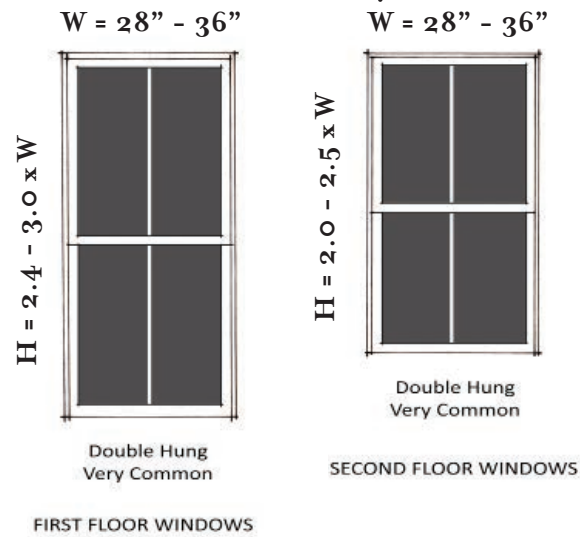 W = 28” - 36”
H = 2.4 - 3.0 x W
Double Hung
Very Common
FIRST FLOOR WINDOWS
W = 28” - 36”
H = 2.0 - 2.5 x W
Double Hung
Very Common
SECOND FLOOR WINDOWS